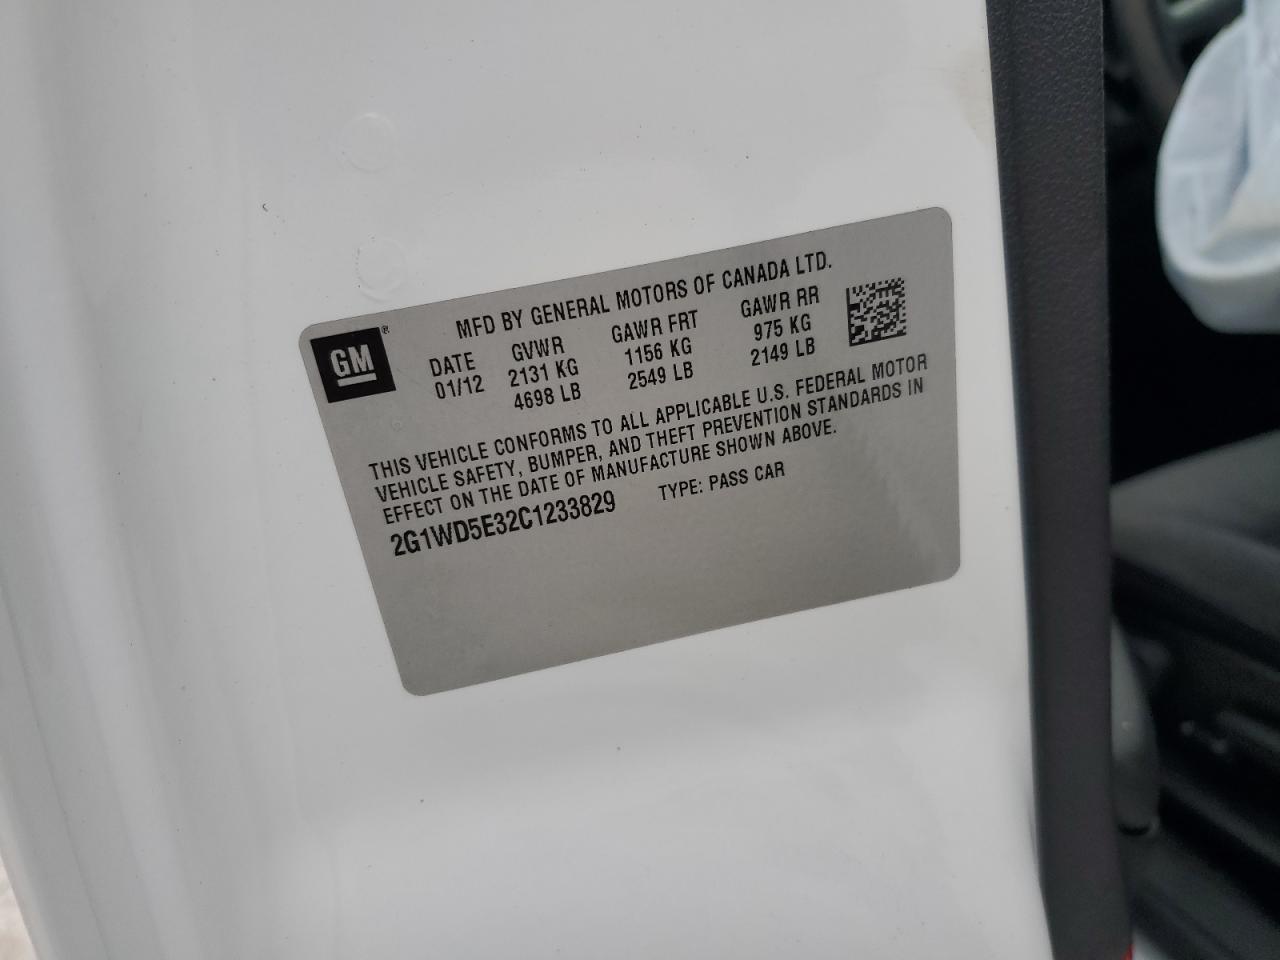 MFD BY GENERAL MOTORS OF CANADA LTD.
GM®
DATE GVWR GAWR FRT GAWR RR
01/12 2131 KG 1156 KG 975 KG
4698 LB 2549 LB 2149 LB
THIS VEHICLE CONFORMS TO ALL APPLICABLE U.S. FEDERAL MOTOR
VEHICLE SAFETY, BUMPER, AND THEFT PREVENTION STANDARDS IN
EFFECT ON THE DATE OF MANUFACTURE SHOWN ABOVE.
2G1WD5E32C1233829 TYPE: PASS CAR